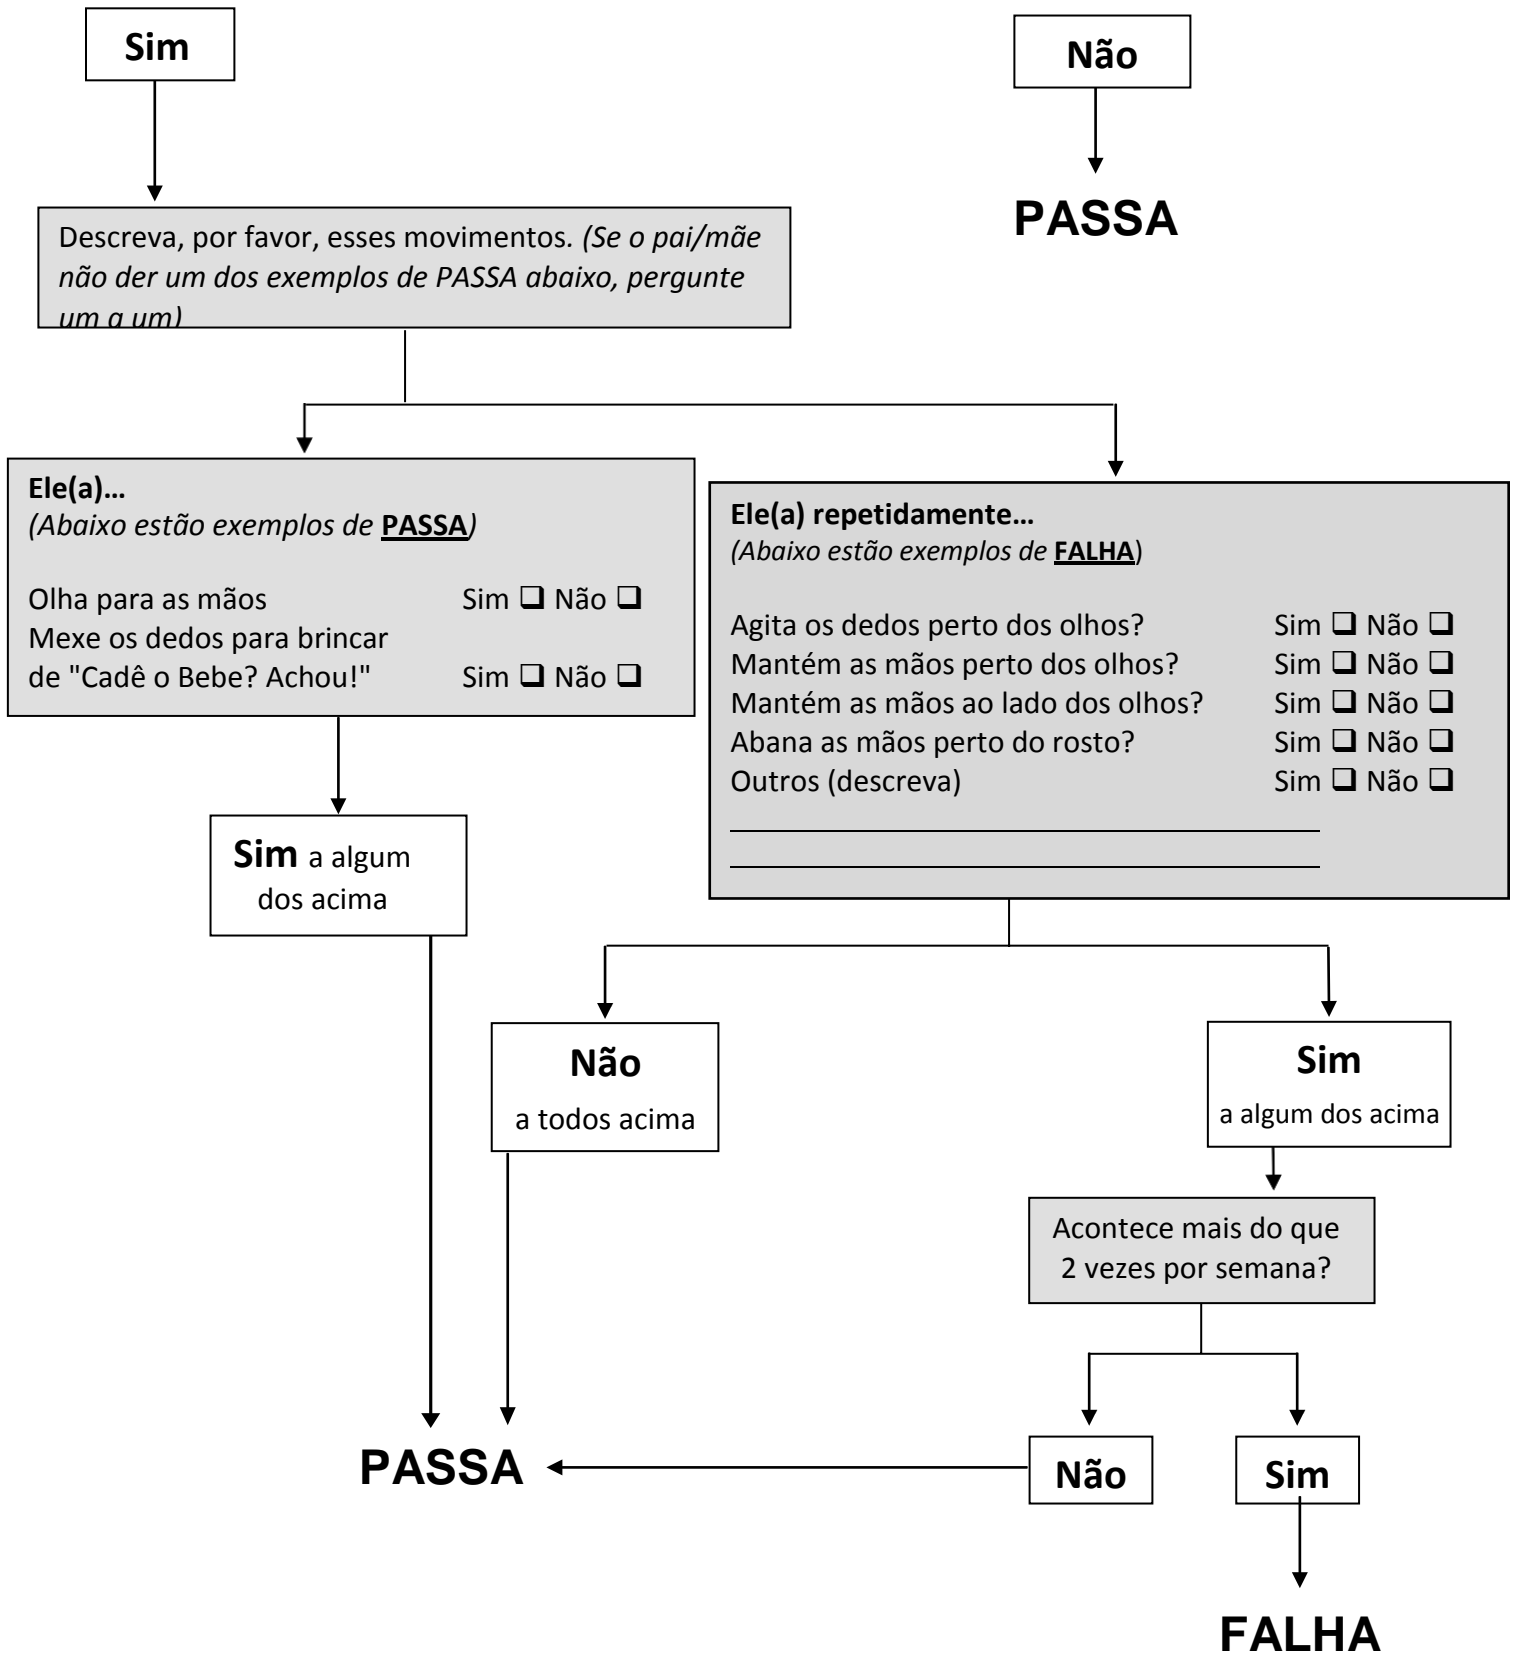 Sim
Não
PASSA
Descreva, por favor, esses movimentos. (Se o pai/mãe
não der um dos exemplos de PASSA abaixo, pergunte
um a um)
Ele(a)...
(Abaixo estão exemplos de PASSA)
Olha para as mãos Sim ❑ Não ❑
Mexe os dedos para brincar
de "Cadê o Bebe? Achou!" Sim ❑ Não ❑
Ele(a) repetidamente...
(Abaixo estão exemplos de FALHA)
Agita os dedos perto dos olhos? Sim ❑ Não ❑
Mantém as mãos perto dos olhos? Sim ❑ Não ❑
Mantém as mãos ao lado dos olhos? Sim ❑ Não ❑
Abana as mãos perto do rosto? Sim ❑ Não ❑
Outros (descreva) Sim ❑ Não ❑
Sim a algum
dos acima
Não
a todos acima
Sim
a algum dos acima
Acontece mais do que
2 vezes por semana?
PASSA
Não
Sim
FALHA